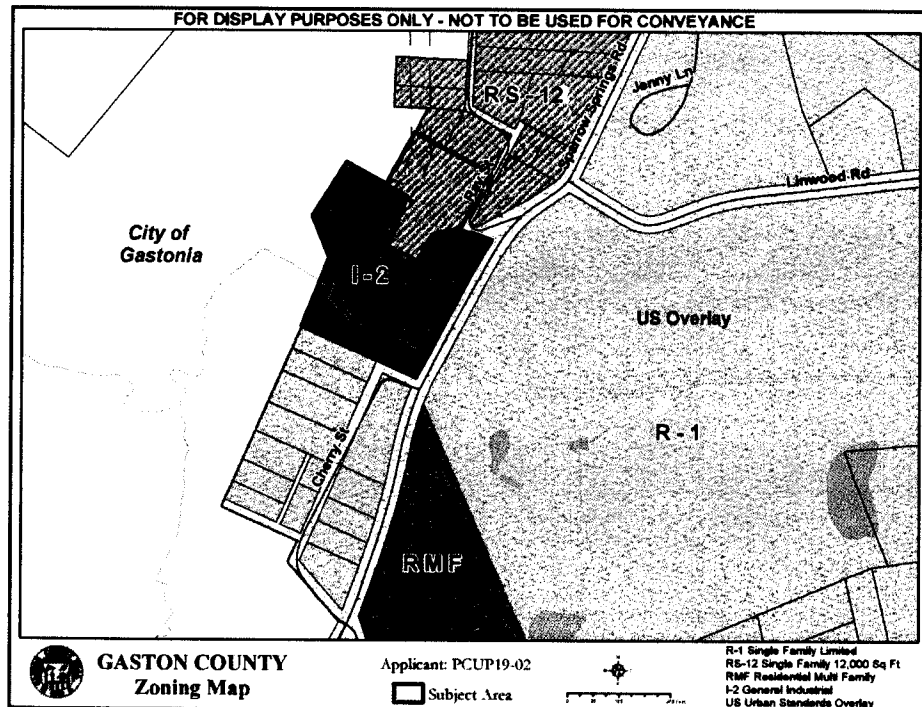 FOR DISPLAY PURPOSES ONLY - NOT TO BE USED FOR CONVEYANCE
RS-12
Jenny Ln
Sparrow Springs Rd
Linwood Rd
City of
Gastonia
I-2
US Overlay
R-1
Cherry St
RMF
GASTON COUNTY
Zoning Map
Applicant: PCUP19-02
Subject Area
R-1 Single Family Limited
RS-12 Single Family 12,000 Sq Ft
RMF Residential Multi Family
I-2 General Industrial
US Urban Standards Overlay